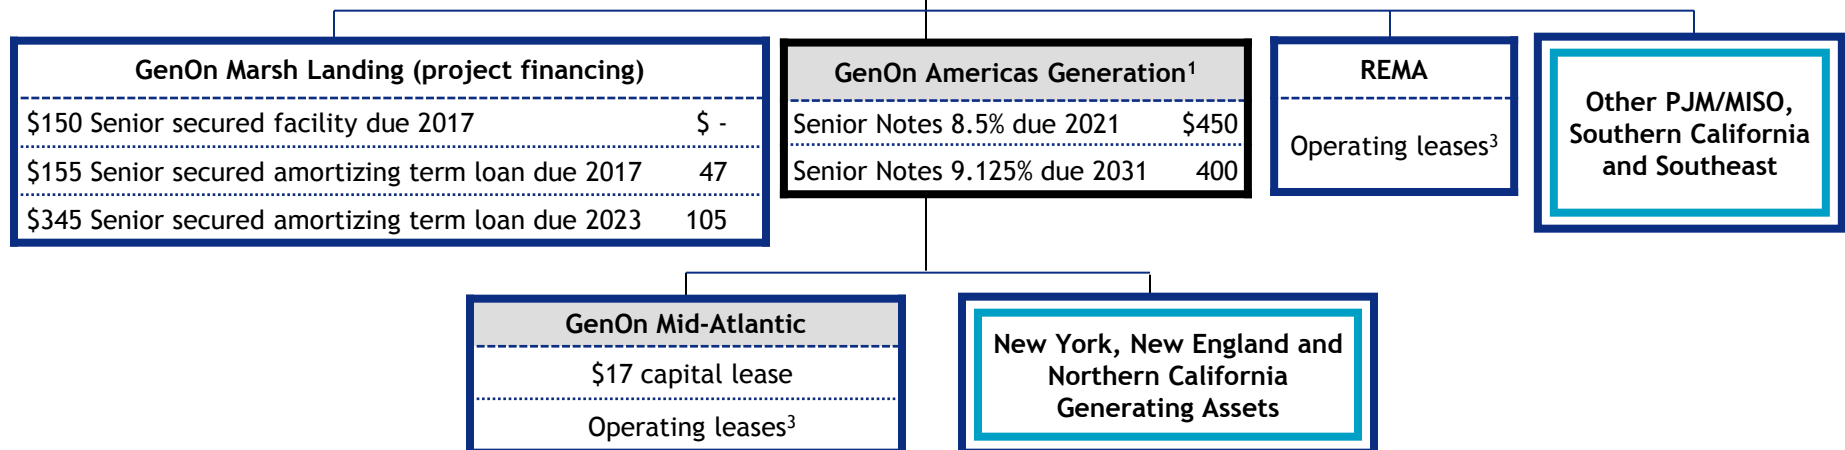 GenOn Marsh Landing (project financing)
$150 Senior secured facility due 2017 $ -
$155 Senior secured amortizing term loan due 2017 47
$345 Senior secured amortizing term loan due 2023 105
GenOn Americas Generation¹
Senior Notes 8.5% due 2021 $450
Senior Notes 9.125% due 2031 400
REMA
Operating leases³
Other PJM/MISO,
Southern California
and Southeast
GenOn Mid-Atlantic
$17 capital lease
Operating leases³
New York, New England and
Northern California
Generating Assets